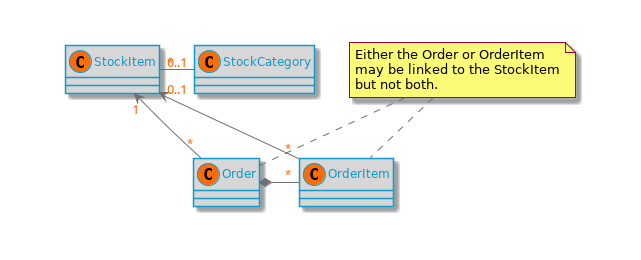 C StockItem
* 0..1
C StockCategory
Either the Order or OrderItem
may be linked to the StockItem
but not both.
0..1
1
*
*
C Order
*
C OrderItem